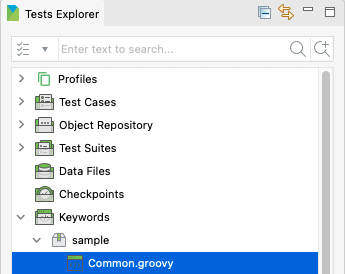 Tests Explorer
Enter text to search...
Profiles
Test Cases
Object Repository
Test Suites
Data Files
Checkpoints
Keywords
sample
Common.groovy